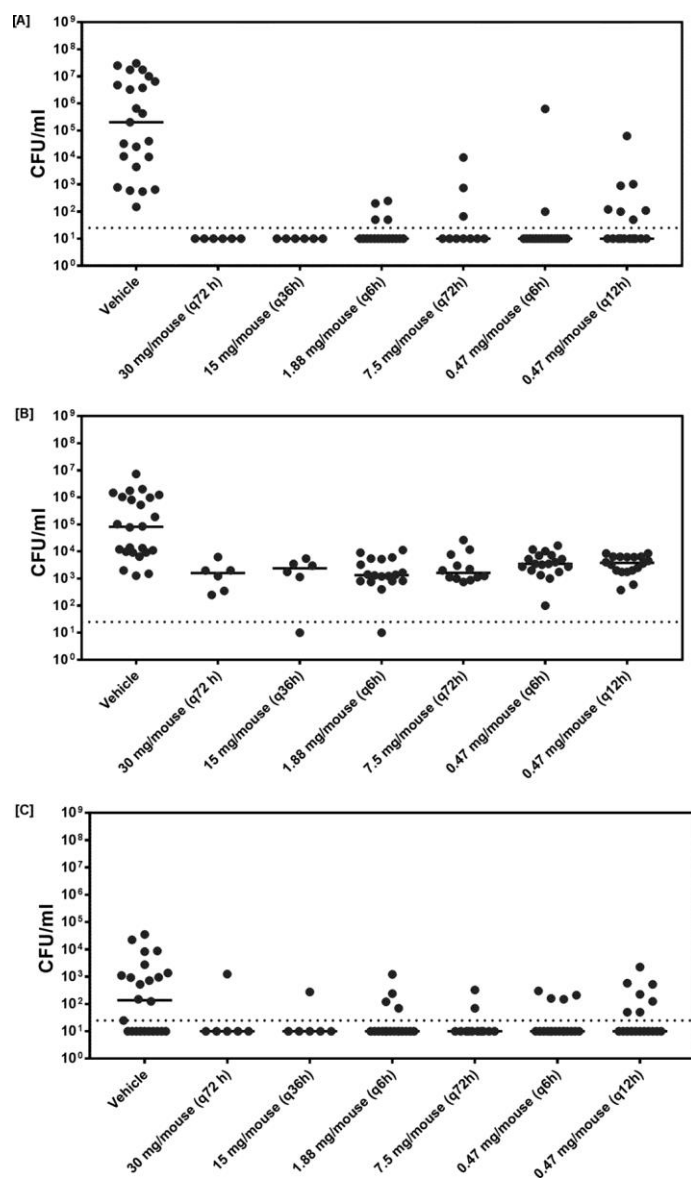 [A]
CFU/ml
10⁹
10⁸
10⁷
10⁶
10⁵
10⁴
10³
10²
10¹
10⁰
Vehicle
30 mg/mouse (q72 h)
15 mg/mouse (q36h)
1.88 mg/mouse (q6h)
7.5 mg/mouse (q72h)
0.47 mg/mouse (q6h)
0.47 mg/mouse (q12h)
[B]
CFU/ml
10⁹
10⁸
10⁷
10⁶
10⁵
10⁴
10³
10²
10¹
10⁰
Vehicle
30 mg/mouse (q72 h)
15 mg/mouse (q36h)
1.88 mg/mouse (q6h)
7.5 mg/mouse (q72h)
0.47 mg/mouse (q6h)
0.47 mg/mouse (q12h)
[C]
CFU/ml
10⁹
10⁸
10⁷
10⁶
10⁵
10⁴
10³
10²
10¹
10⁰
Vehicle
30 mg/mouse (q72 h)
15 mg/mouse (q36h)
1.88 mg/mouse (q6h)
7.5 mg/mouse (q72h)
0.47 mg/mouse (q6h)
0.47 mg/mouse (q12h)